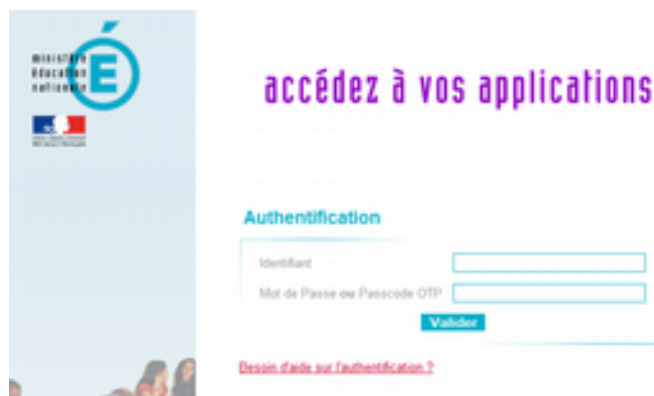 ministère
éducation
nationale
É
accédez à vos applications
Authentification
Identifiant
Mot de Passe ou Passcode OTP
Valider
Besoin d'aide sur l'authentification ?